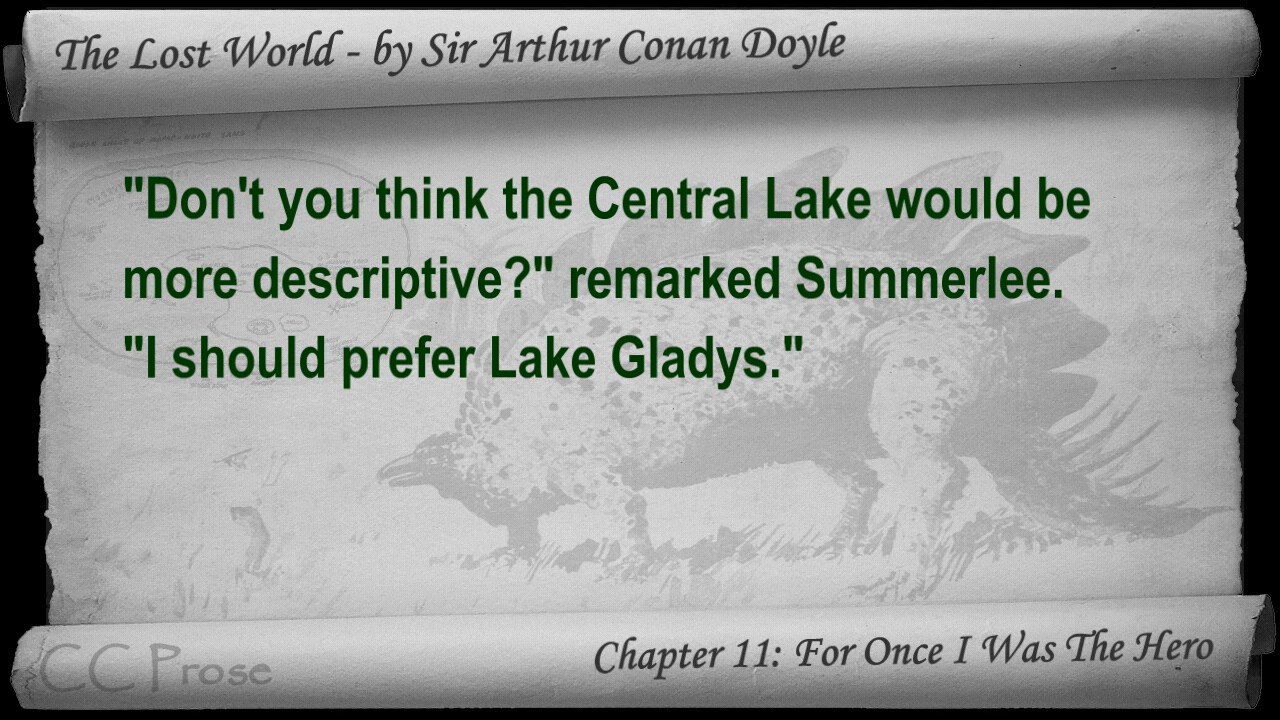 The Lost World - by Sir Arthur Conan Doyle
"Don't you think the Central Lake would be
more descriptive?" remarked Summerlee.
"I should prefer Lake Gladys."
CC Prose
Chapter 11: For Once I Was The Hero